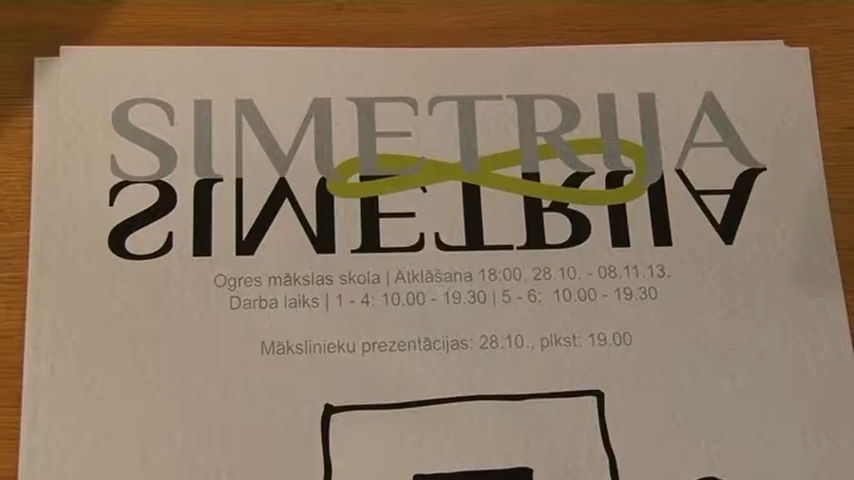 SIMETRIJA
SIMETRIJA
Ogres mākslas skola | Atklāšana 18:00, 28.10. - 08.11.13.
Darba laiks | 1 - 4: 10.00 - 19.30 | 5 - 6: 10.00 - 19.30
Mākslinieku prezentācijas: 28.10., plkst: 19.00